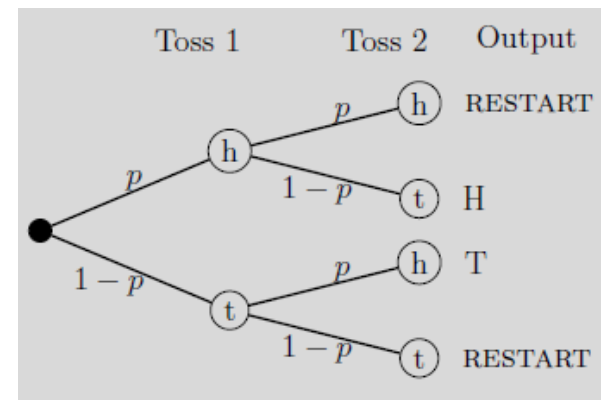 Toss 1 Toss 2 Output
p h RESTART
h
p 1 − p t H
1 − p p h T
t
1 − p t RESTART